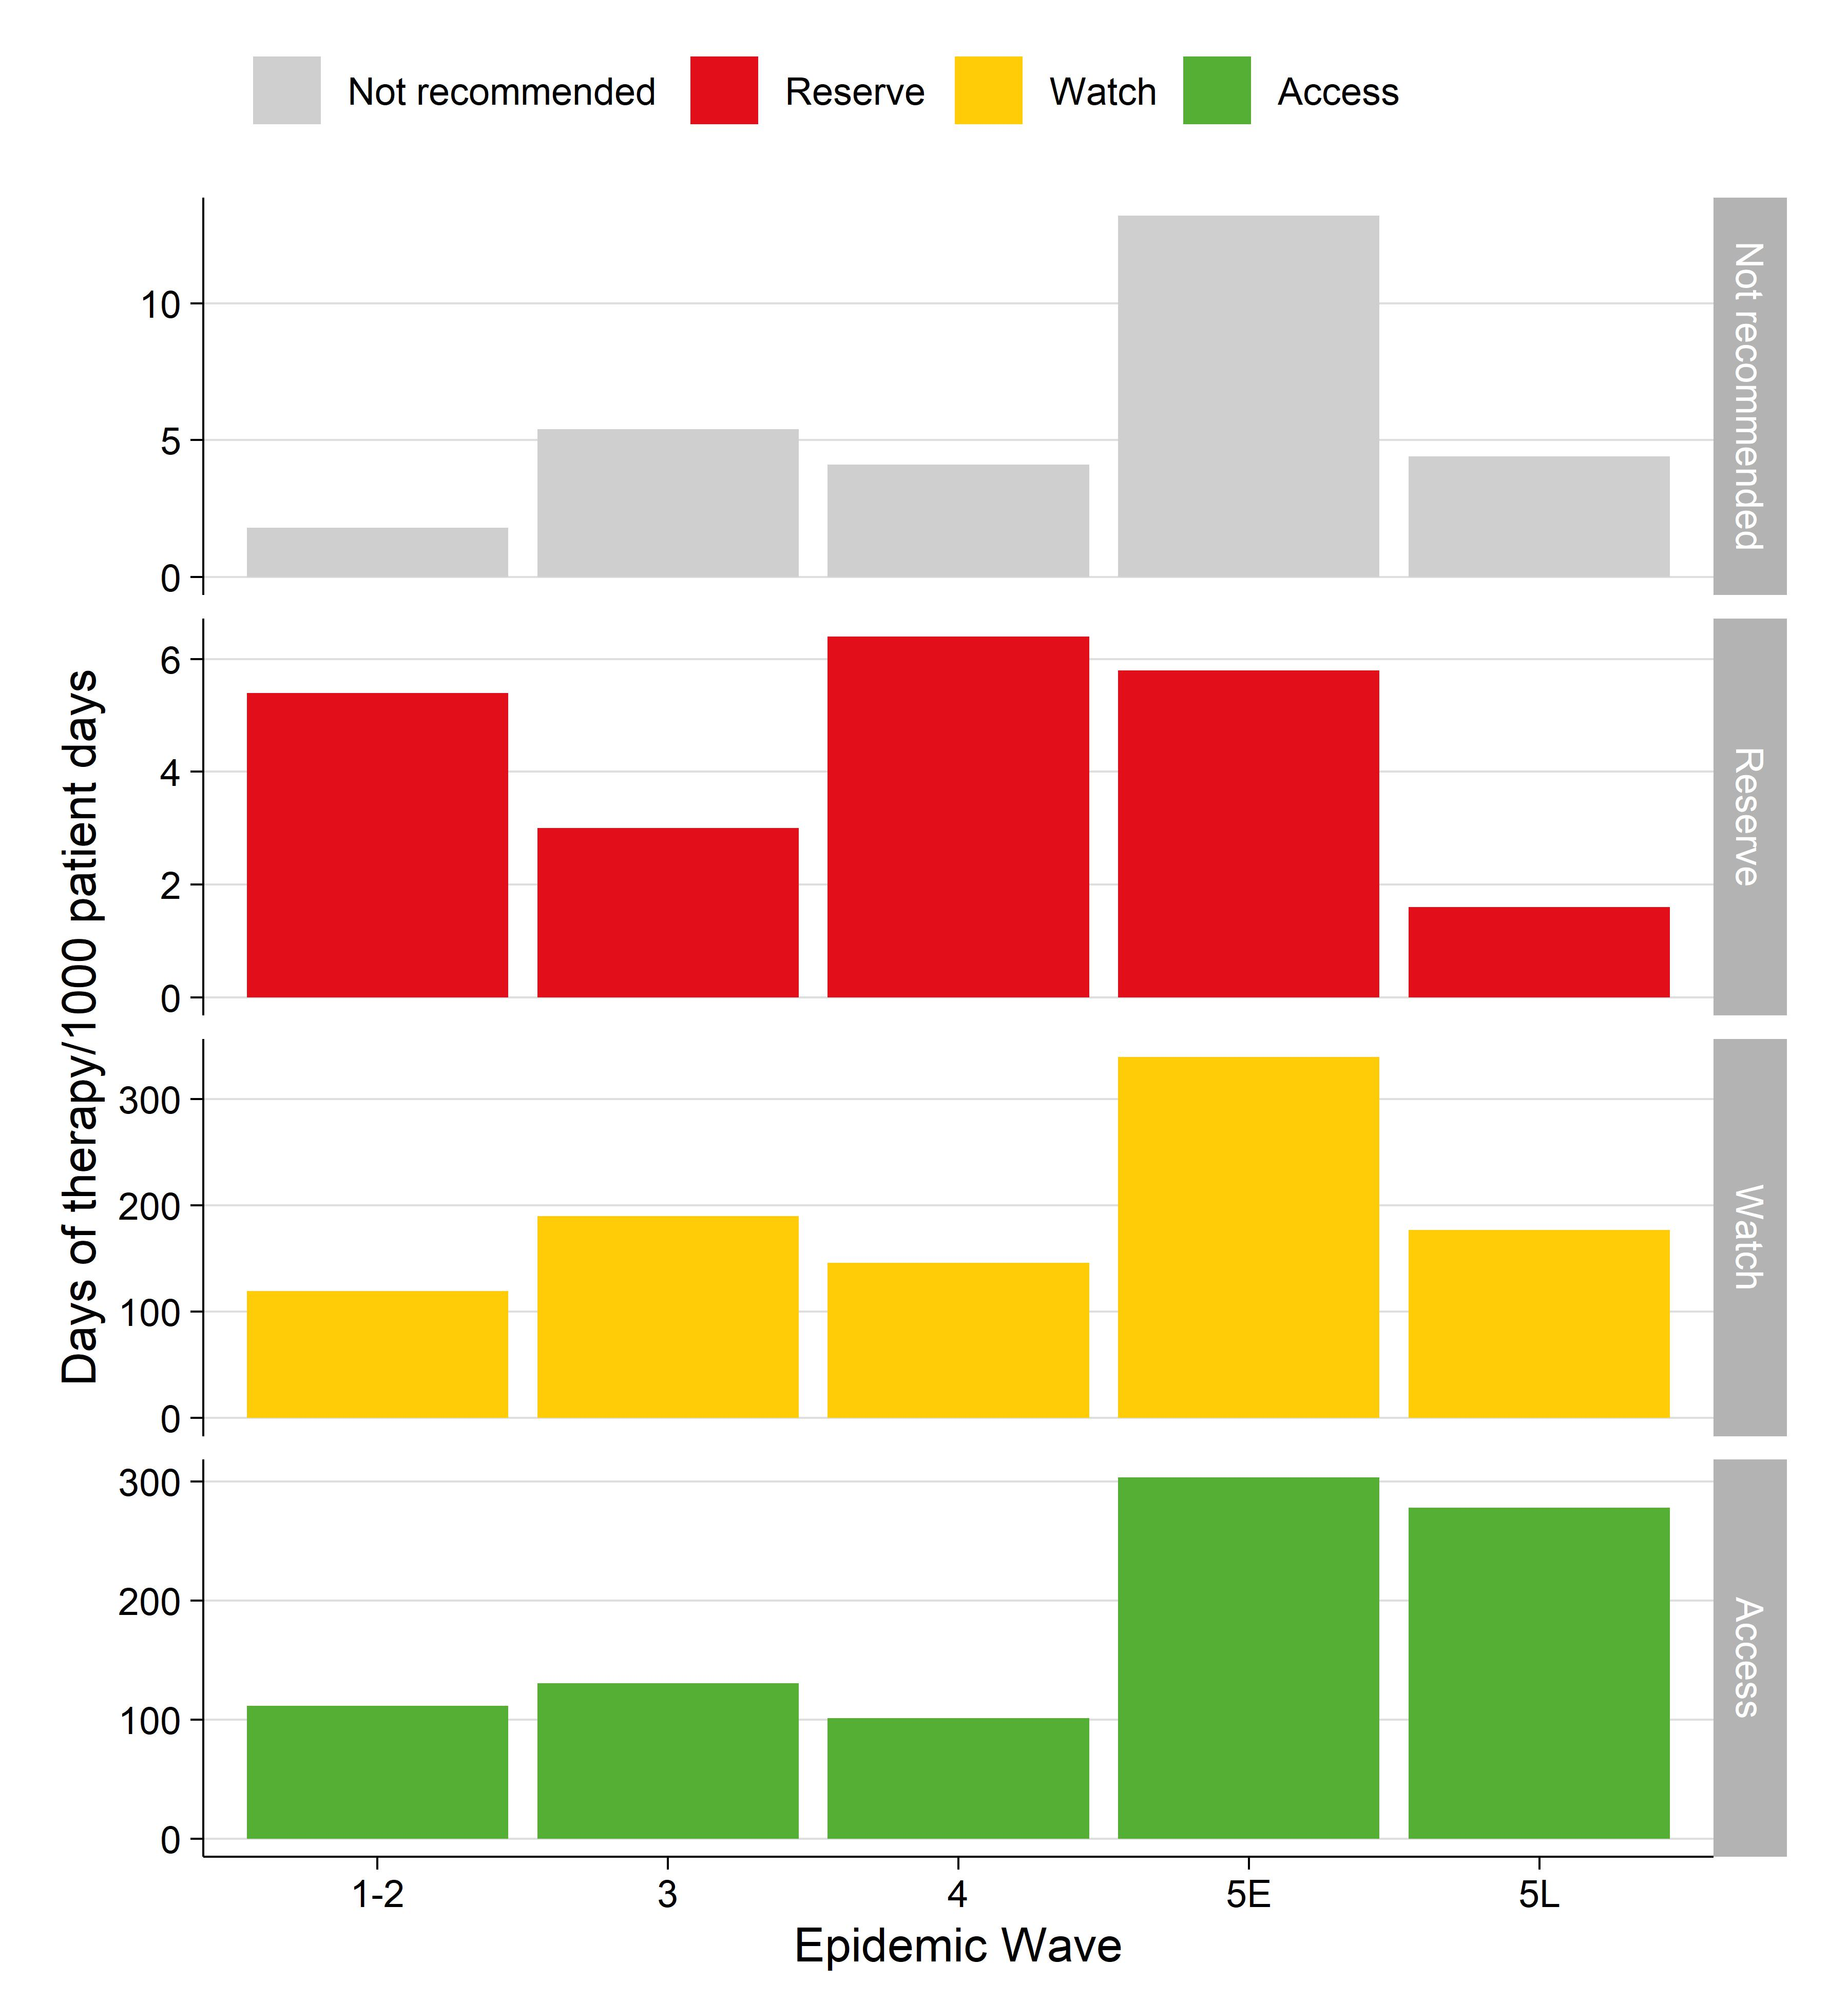 Not recommended Reserve Watch Access
Days of therapy/1000 patient days
10
5
0
Not recommended
6
4
2
0
Reserve
300
200
100
0
Watch
300
200
100
0
Access
1-2 3 4 5E 5L
Epidemic Wave